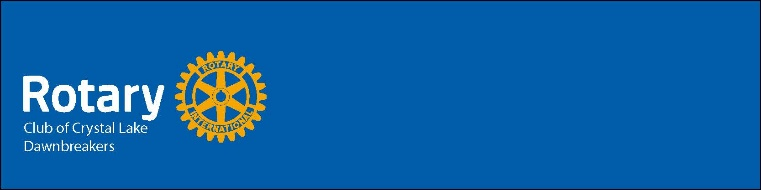 Rotary
Club of Crystal Lake
Dawnbreakers
ROTARY
INTERNATIONAL